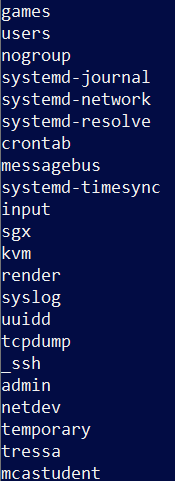 games
users
nogroup
systemd-journal
systemd-network
systemd-resolve
crontab
messagebus
systemd-timesync
input
sgx
kvm
render
syslog
uuidd
tcpdump
_ssh
admin
netdev
temporary
tressa
mcastudent